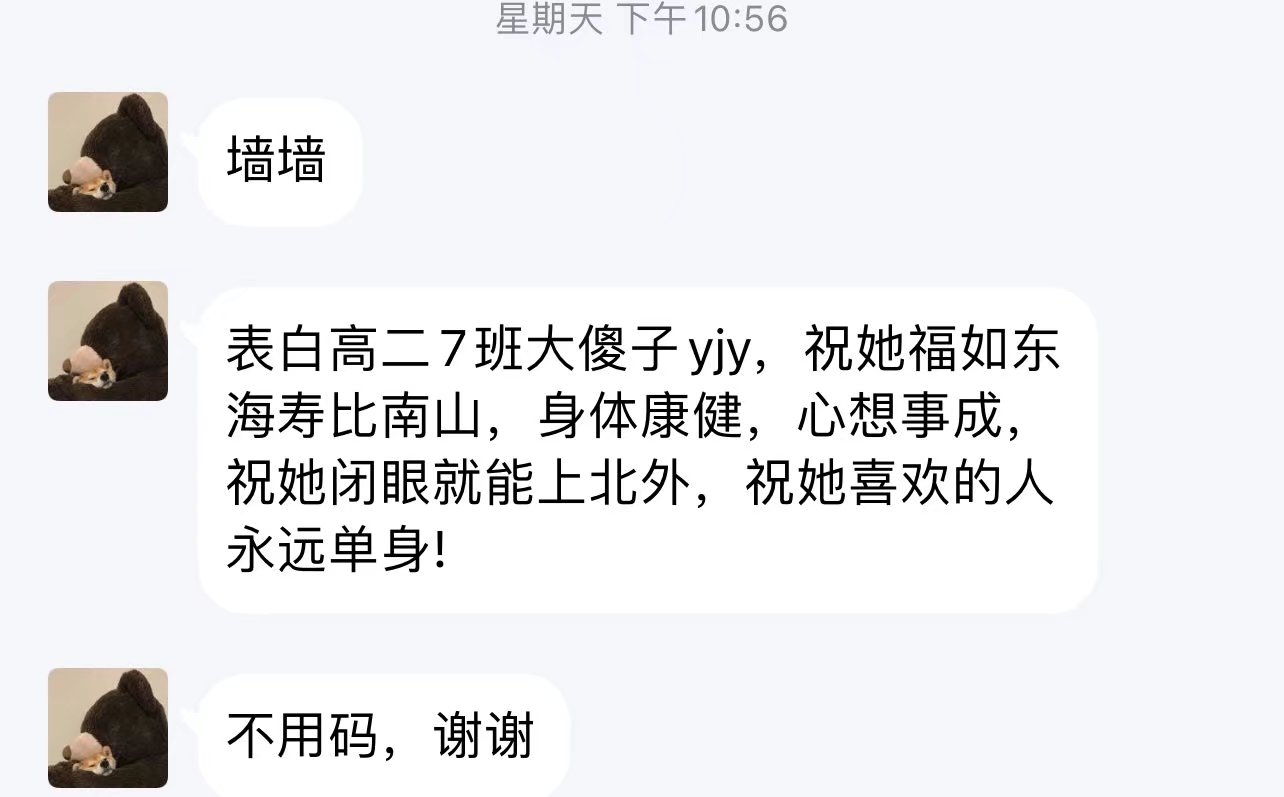 星期天 下午10:56
墙墙
表白高二7班大傻子yjy，祝她福如东
海寿比南山，身体康健，心想事成，
祝她闭眼就能上北外，祝她喜欢的人
永远单身!
不用码，谢谢